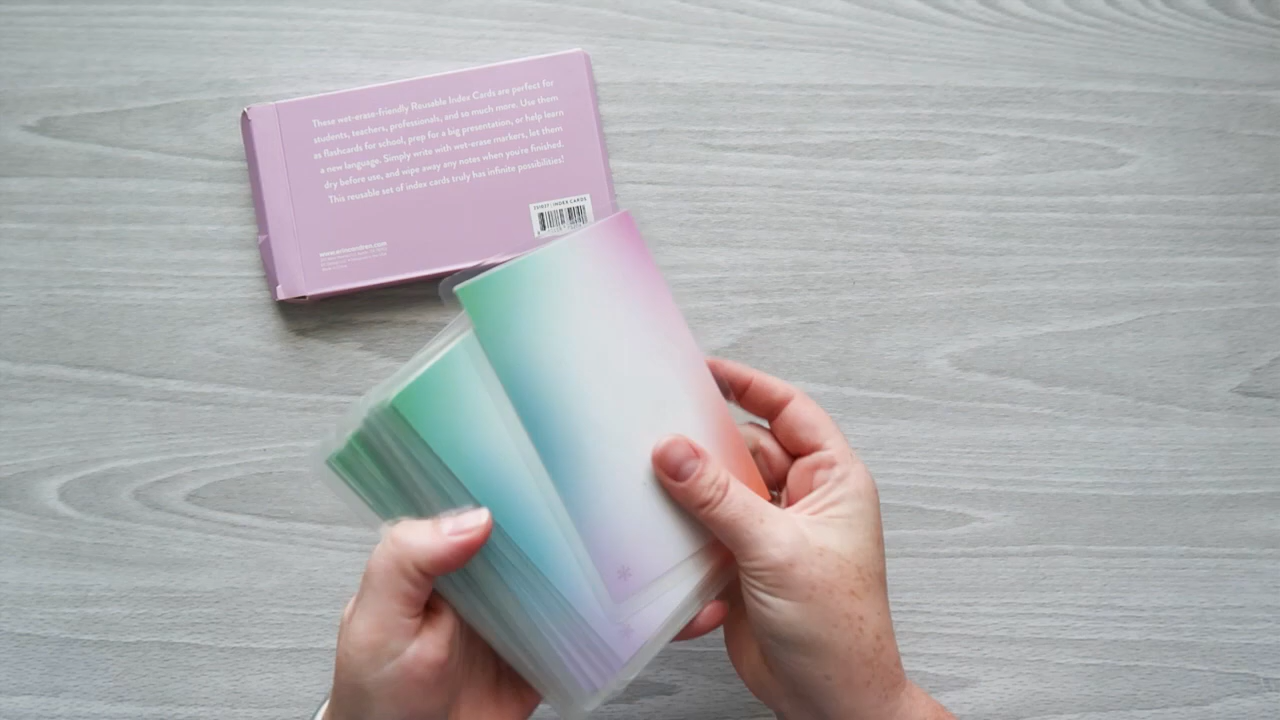 These wet-erase-friendly Reusable Index Cards are perfect for
students, teachers, professionals, and so much more. Use them
as flashcards for school, prep for a big presentation, or help learn
a new language. Simply write with wet-erase markers, let them
dry before use, and wipe away any notes when you're finished.
This reusable set of index cards truly has infinite possibilities!
INDEX CARDS
www.erincondren.com